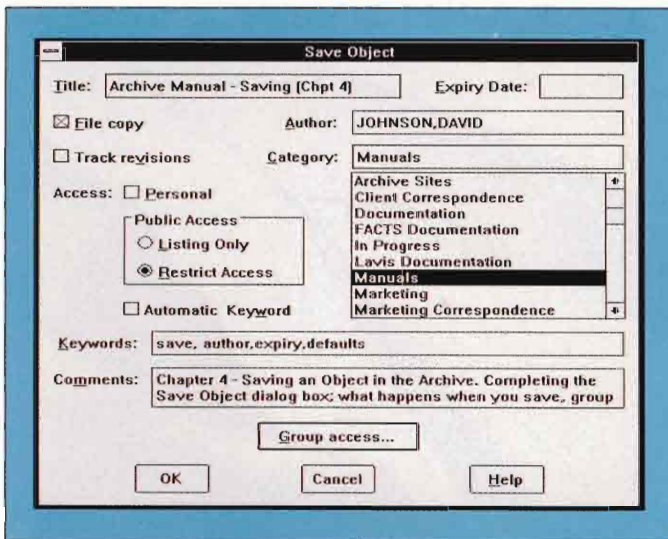 Save Object
Title: Archive Manual - Saving (Chpt 4) Expiry Date:
File copy Author: JOHNSON,DAVID
Track revisions Category: Manuals
Access: Personal
Archive Sites
Client Correspondence
Documentation
FACTS Documentation
In Progress
Lavis Documentation
Manuals
Marketing
Marketing Correspondence
Public Access
Listing Only
Restrict Access
Automatic Keyword
Keywords: save, author,expiry,defaults
Comments: Chapter 4 - Saving an Object in the Archive. Completing the
Save Object dialog box; what happens when you save, group
Group access...
OK Cancel Help